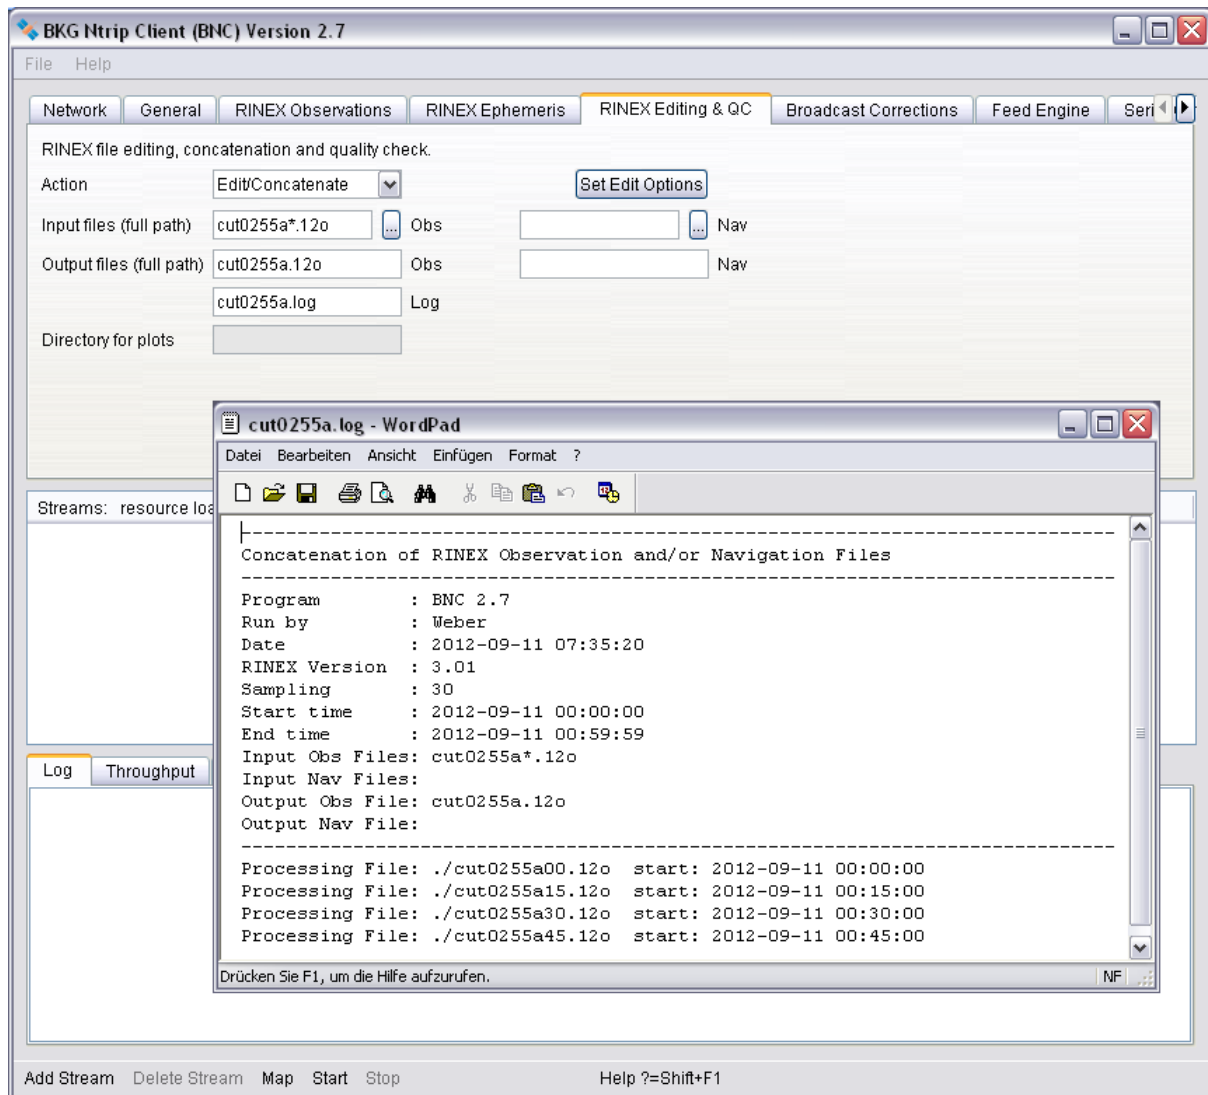 BKG Ntrip Client (BNC) Version 2.7
File Help
Network General RINEX Observations RINEX Ephemeris RINEX Editing & QC Broadcast Corrections Feed Engine Seri
RINEX file editing, concatenation and quality check.
Action Edit/Concatenate Set Edit Options
Input files (full path) cut0255a*.12o ... Obs ... Nav
Output files (full path) cut0255a.12o Obs Nav
cut0255a.log Log
Directory for plots
cut0255a.log - WordPad
Datei Bearbeiten Ansicht Einfügen Format ?
Streams: resource loa
--------------------------------------------------------------------------------
Concatenation of RINEX Observation and/or Navigation Files
--------------------------------------------------------------------------------
Program : BNC 2.7
Run by : Weber
Date : 2012-09-11 07:35:20
RINEX Version : 3.01
Sampling : 30
Start time : 2012-09-11 00:00:00
End time : 2012-09-11 00:59:59
Input Obs Files: cut0255a*.12o
Input Nav Files:
Output Obs File: cut0255a.12o
Output Nav File:
--------------------------------------------------------------------------------
Processing File: ./cut0255a00.12o start: 2012-09-11 00:00:00
Processing File: ./cut0255a15.12o start: 2012-09-11 00:15:00
Processing File: ./cut0255a30.12o start: 2012-09-11 00:30:00
Processing File: ./cut0255a45.12o start: 2012-09-11 00:45:00
Drücken Sie F1, um die Hilfe aufzurufen. NF
Log Throughput
Add Stream Delete Stream Map Start Stop Help ?=Shift+F1